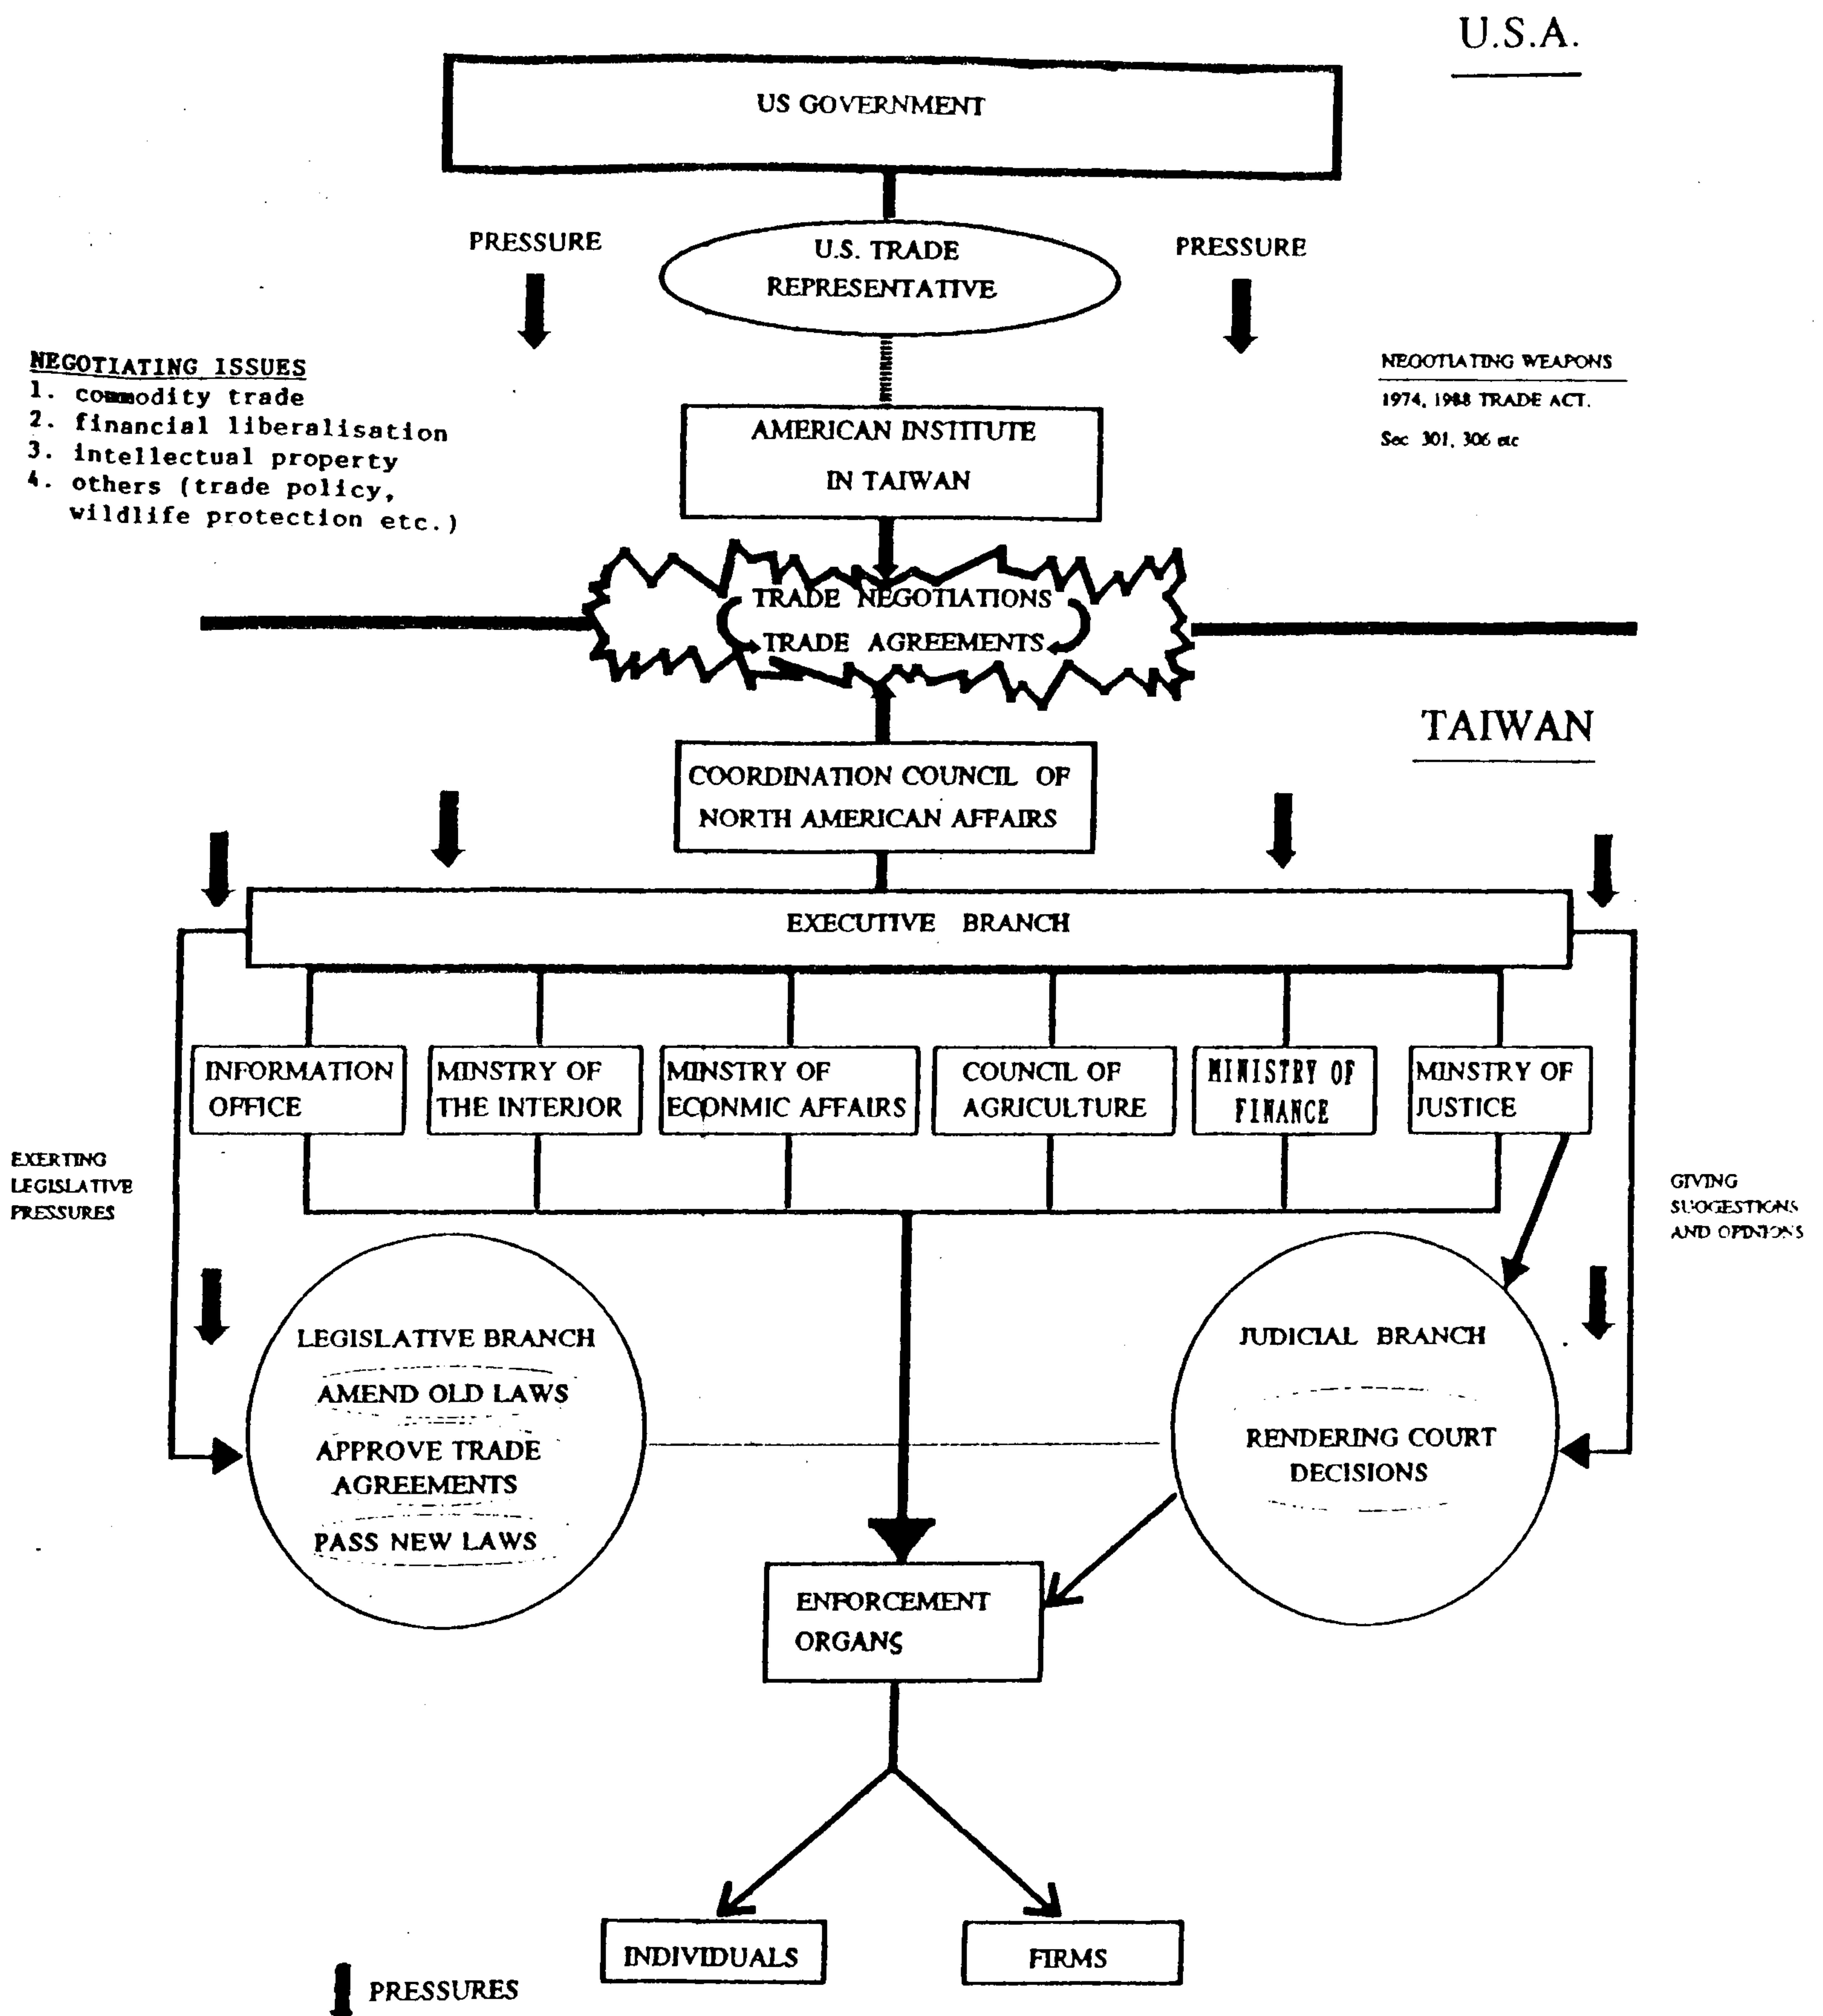 U.S.A.
US GOVERNMENT
PRESSURE
U.S. TRADE
REPRESENTATIVE
PRESSURE
NEGOTIATING ISSUES
1. commodity trade
2. financial liberalisation
3. intellectual property
4. others (trade policy,
wildlife protection etc.)
NEGOTIATING WEAPONS
1974, 1988 TRADE ACT.
Sec 301, 306 etc
AMERICAN INSTITUTE
IN TAIWAN
TRADE NEGOTIATIONS
TRADE AGREEMENTS
TAIWAN
COORDINATION COUNCIL OF
NORTH AMERICAN AFFAIRS
EXECUTIVE BRANCH
INFORMATION
OFFICE
MINSTRY OF
THE INTERIOR
MINSTRY OF
ECONMIC AFFAIRS
COUNCIL OF
AGRICULTURE
MINISTRY OF
FINANCE
MINSTRY OF
JUSTICE
EXERTING
LEGISLATIVE
PRESSURES
GIVING
SUGGESTIONS
AND OPINIONS
LEGISLATIVE BRANCH
AMEND OLD LAWS
APPROVE TRADE
AGREEMENTS
PASS NEW LAWS
JUDICIAL BRANCH
RENDERING COURT
DECISIONS
ENFORCEMENT
ORGANS
INDIVIDUALS
FIRMS
PRESSURES